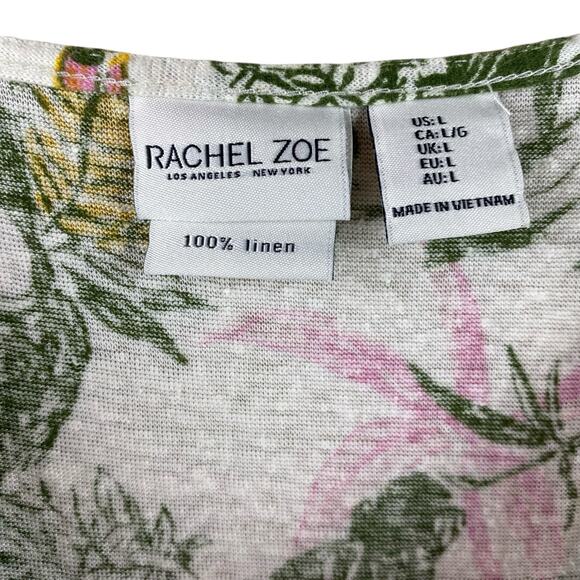 RACHEL ZOE
LOS ANGELES NEW YORK
100% linen
US: L
CA: L/G
UK: L
EU: L
AU: L
MADE IN VIETNAM